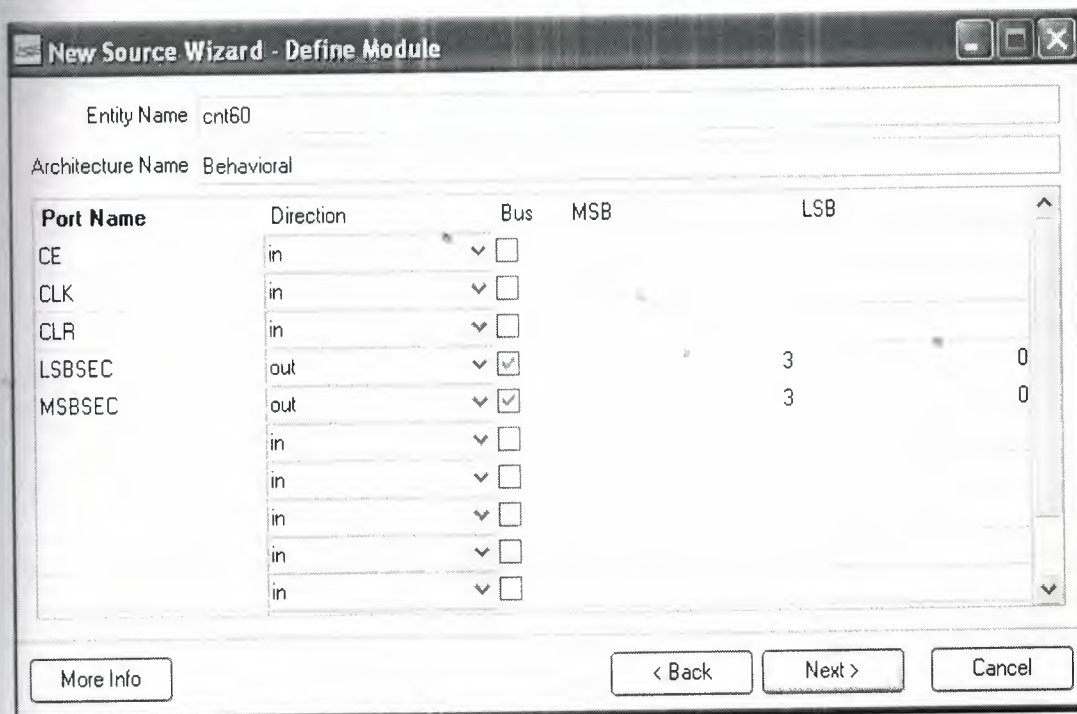 New Source Wizard - Define Module
Entity Name cnt60
Architecture Name Behavioral
Port Name Direction Bus MSB LSB
CE in
CLK in
CLR in
LSBSEC out 3 0
MSBSEC out 3 0
in
in
in
in
in
More Info < Back Next > Cancel